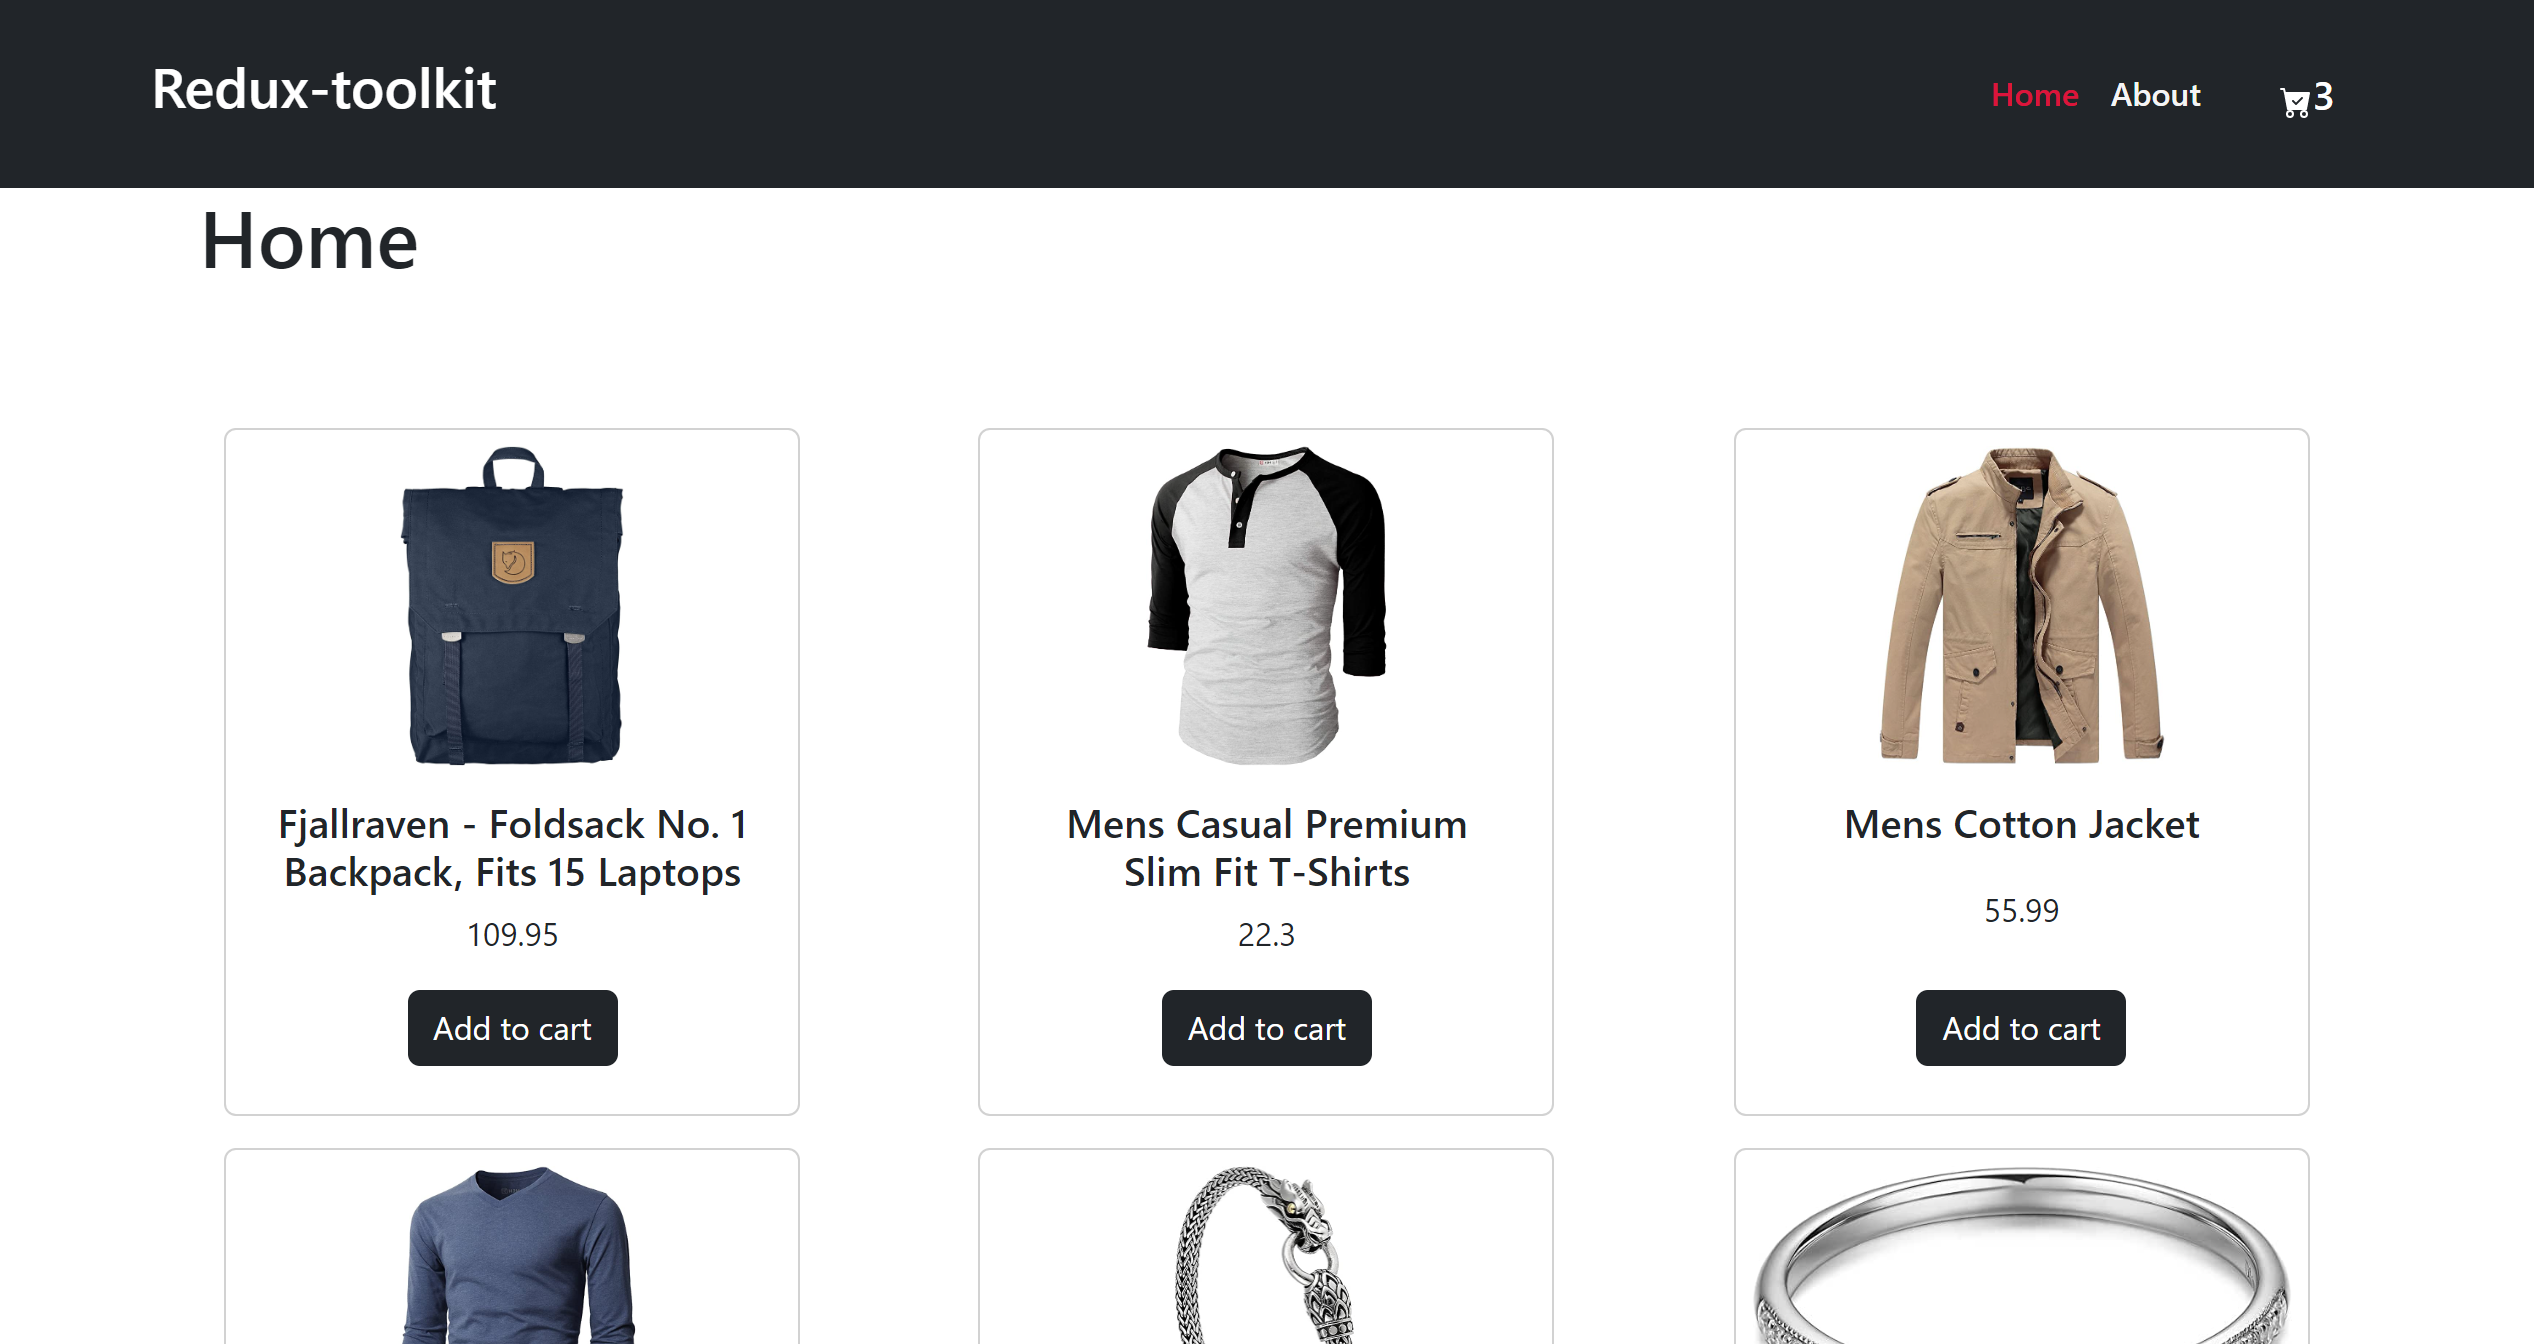 Redux-toolkit
Home About 3
Home
Fjallraven - Foldsack No. 1
Backpack, Fits 15 Laptops
109.95
Add to cart
Mens Casual Premium
Slim Fit T-Shirts
22.3
Add to cart
Mens Cotton Jacket
55.99
Add to cart